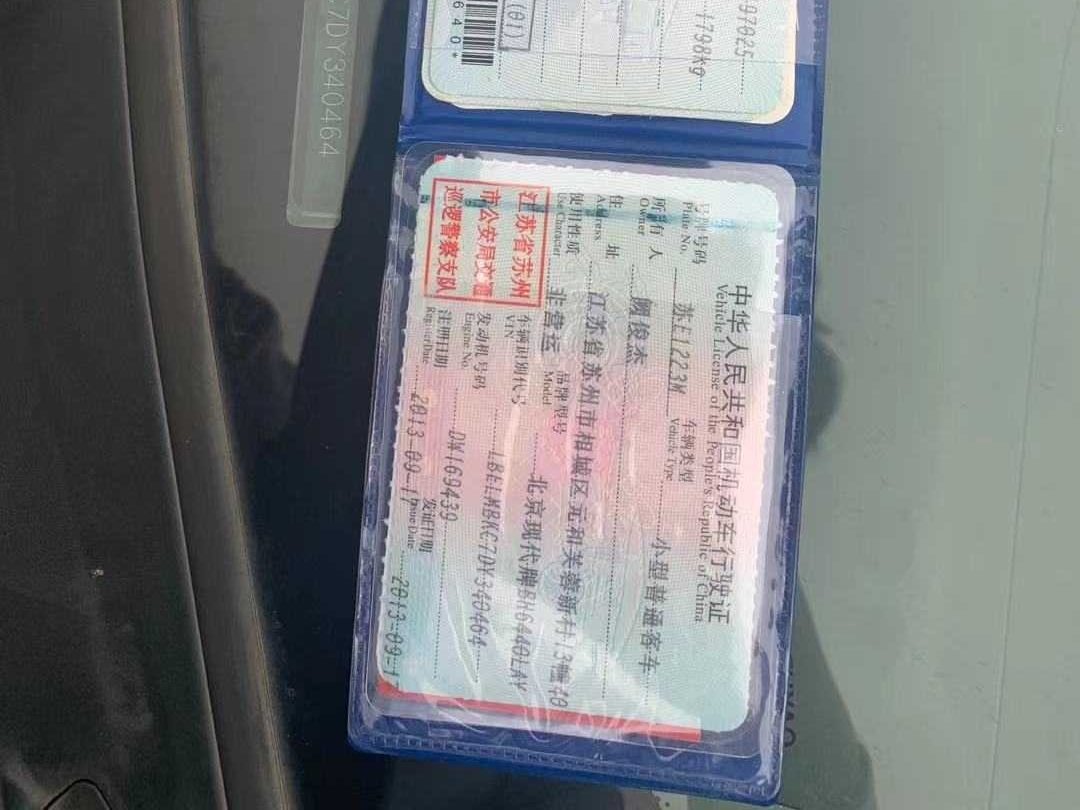 C7DY340464
97025
1798kg
(01)
640*
中华人民共和国机动车行驶证
Vehicle License of the People's Republic of China
号牌号码 苏E1223M 车辆类型 小型普通客车
Plate No. Vehicle Type
所有人 俊杰
Owner
住址 江苏省苏州市相城区元和芙蓉新村13幢40
Address
使用性质 非营运 品牌型号 北京现代牌BH6440LAY
Use Character Model
车辆识别代号 LBELMBKC7DY340464
VIN
发动机号码 DW169439
Engine No.
注册日期 2013-09-17 发证日期 2013-09-17
Register Date Issue Date
江苏省苏州
市公安局交通
巡逻警察支队